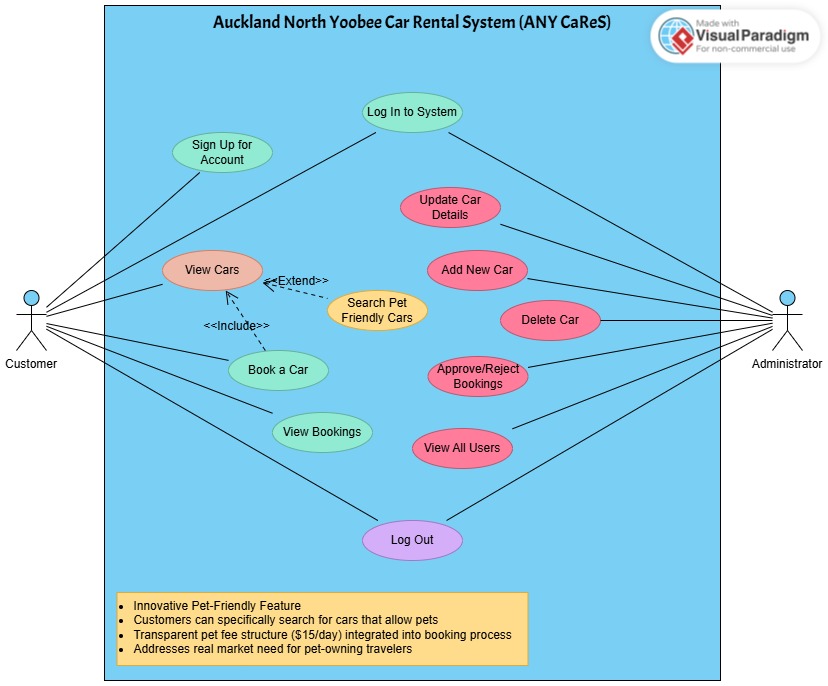 Auckland North Yoobee Car Rental System (ANY CaReS)
Made with
VisualParadigm
For non-commercial use
Log In to System
Sign Up for
Account
Update Car
Details
View Cars
<<Extend>>
Add New Car
Search Pet
Friendly Cars
Delete Car
<<Include>>
Customer
Administrator
Book a Car
Approve/Reject
Bookings
View Bookings
View All Users
Log Out
• Innovative Pet-Friendly Feature
• Customers can specifically search for cars that allow pets
• Transparent pet fee structure ($15/day) integrated into booking process
• Addresses real market need for pet-owning travelers